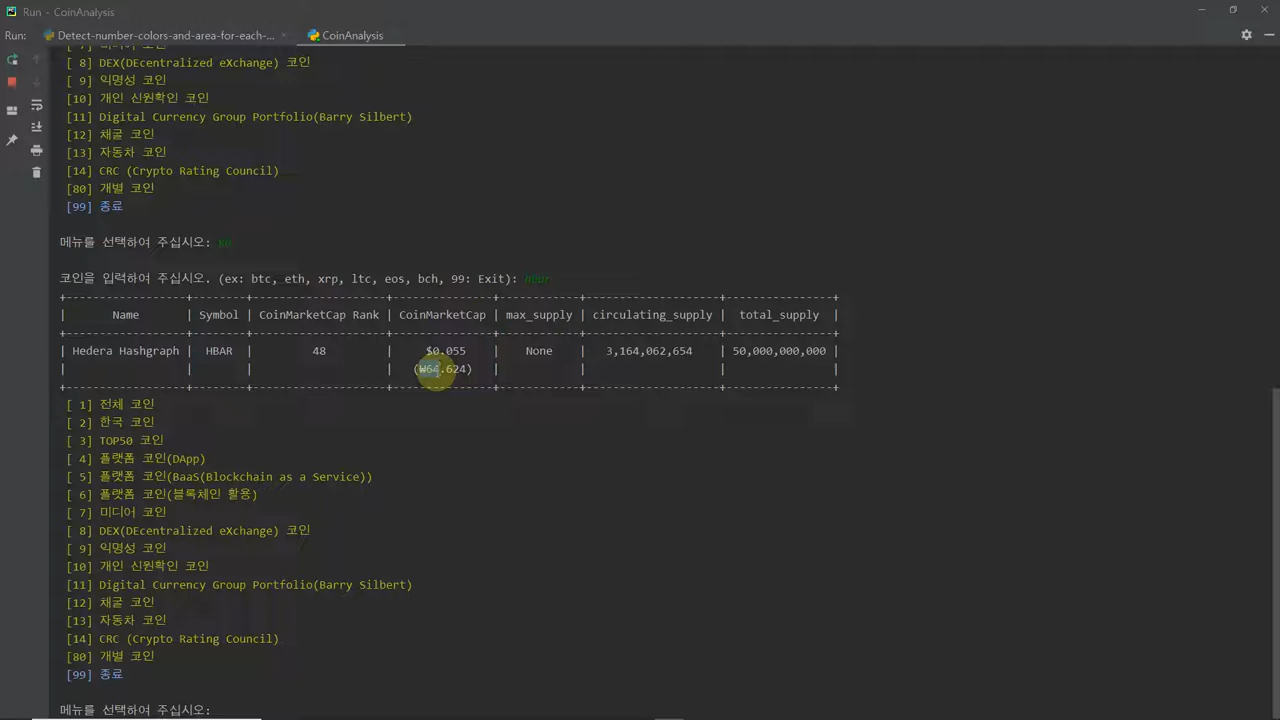 Run - CoinAnalysis
Run: Detect-number-colors-and-area-for-each-... CoinAnalysis
[ 7] 미디어 코인
[ 8] DEX(DEcentralized eXchange) 코인
[ 9] 익명성 코인
[10] 개인 신원확인 코인
[11] Digital Currency Group Portfolio(Barry Silbert)
[12] 채굴 코인
[13] 자동차 코인
[14] CRC (Crypto Rating Council)
[80] 개별 코인
[99] 종료
메뉴를 선택하여 주십시오: 80
코인을 입력하여 주십시오. (ex: btc, eth, xrp, ltc, eos, bch, 99: Exit): hbar
| Name | Symbol | CoinMarketCap Rank | CoinMarketCap | max_supply | circulating_supply | total_supply |
| Hedera Hashgraph | HBAR | 48 | $0.055 | None | 3,164,062,654 | 50,000,000,000
| | | | (₩64.624) | | | |
[ 1] 전체 코인
[ 2] 한국 코인
[ 3] TOP50 코인
[ 4] 플랫폼 코인(DApp)
[ 5] 플랫폼 코인(BaaS(Blockchain as a Service))
[ 6] 플랫폼 코인(블록체인 활용)
[ 7] 미디어 코인
[ 8] DEX(DEcentralized eXchange) 코인
[ 9] 익명성 코인
[10] 개인 신원확인 코인
[11] Digital Currency Group Portfolio(Barry Silbert)
[12] 채굴 코인
[13] 자동차 코인
[14] CRC (Crypto Rating Council)
[80] 개별 코인
[99] 종료
메뉴를 선택하여 주십시오: